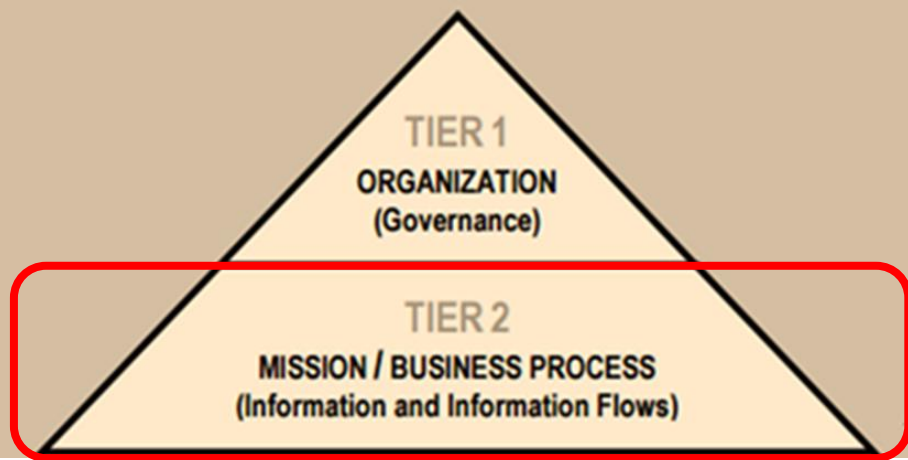 TIER 1
ORGANIZATION
(Governance)
TIER 2
MISSION / BUSINESS PROCESS
(Information and Information Flows)